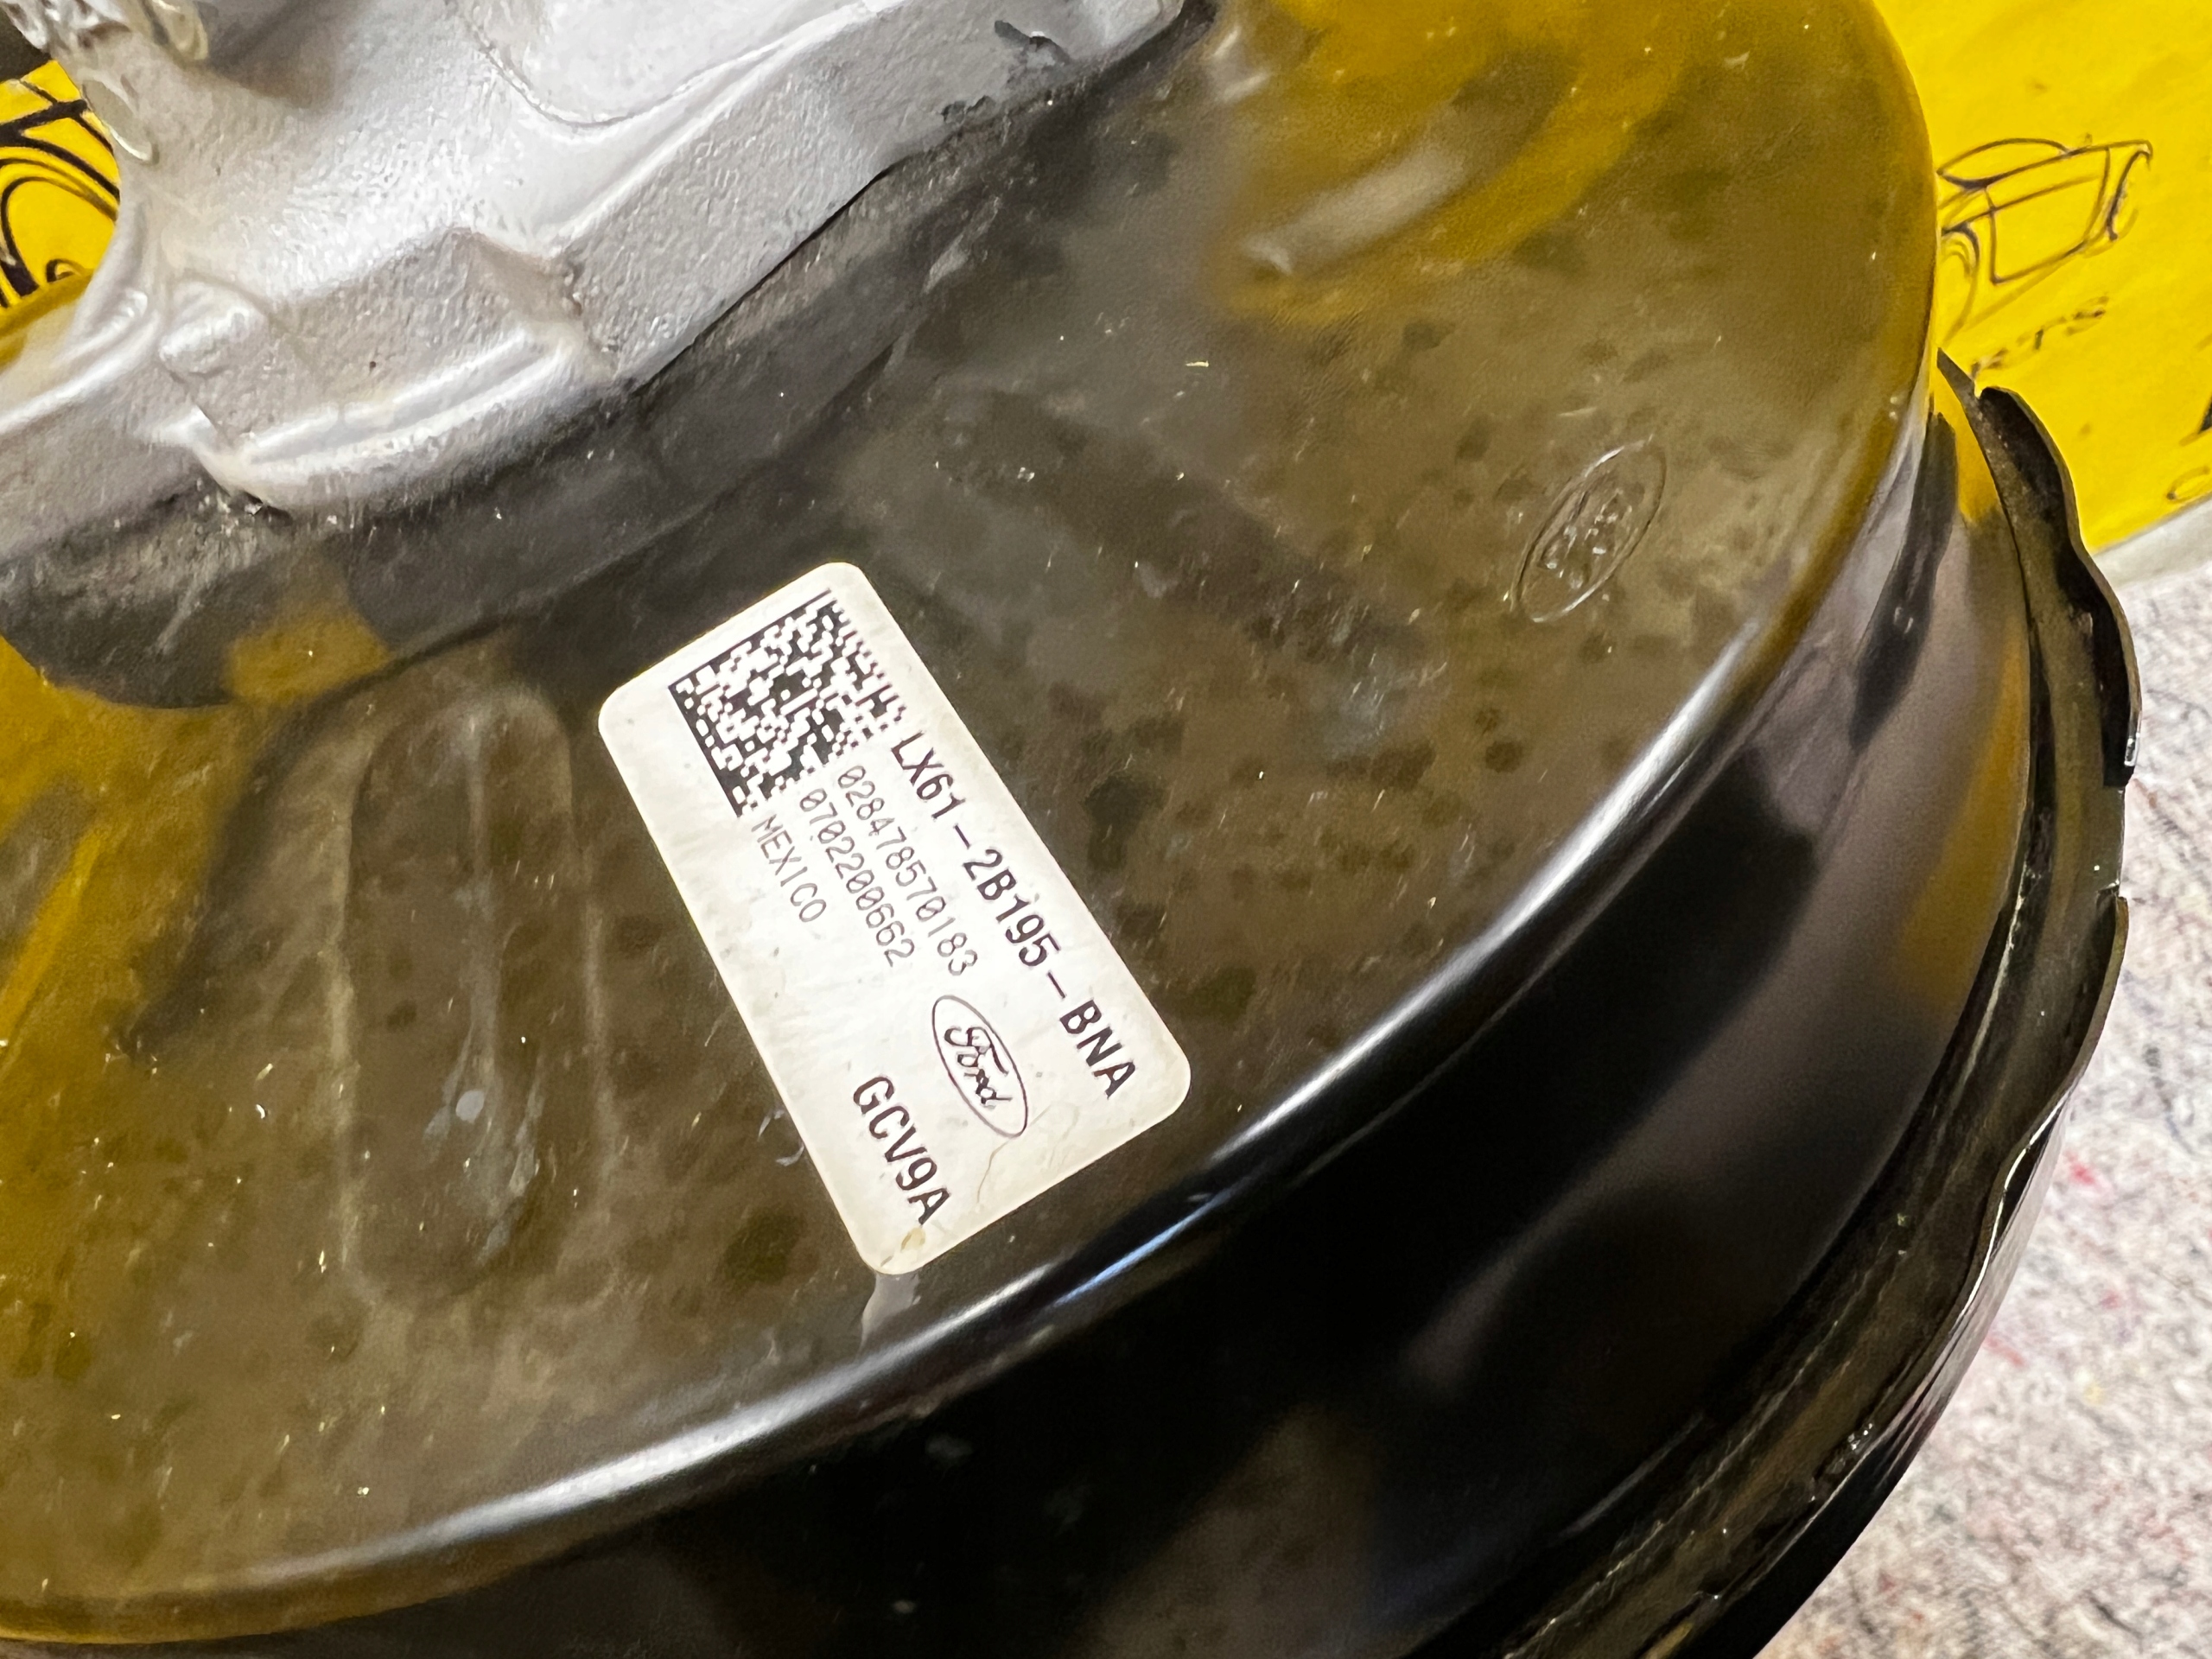 LX61-2B195-BNA
0284785701 83
0702200662
MEXICO
Ford
GCV9A